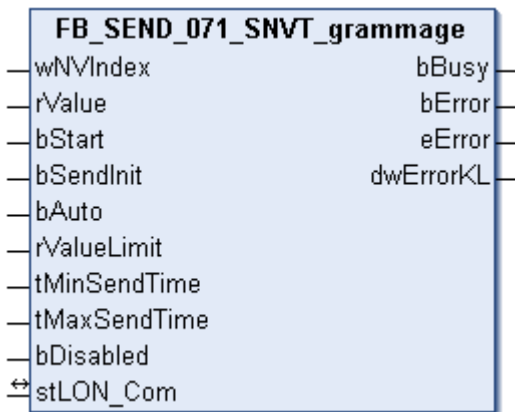 FB_SEND_071_SNVT_grammage
wNVIndex bBusy
rValue bError
bStart eError
bSendInit dwErrorKL
bAuto
rValueLimit
tMinSendTime
tMaxSendTime
bDisabled
stLON_Com